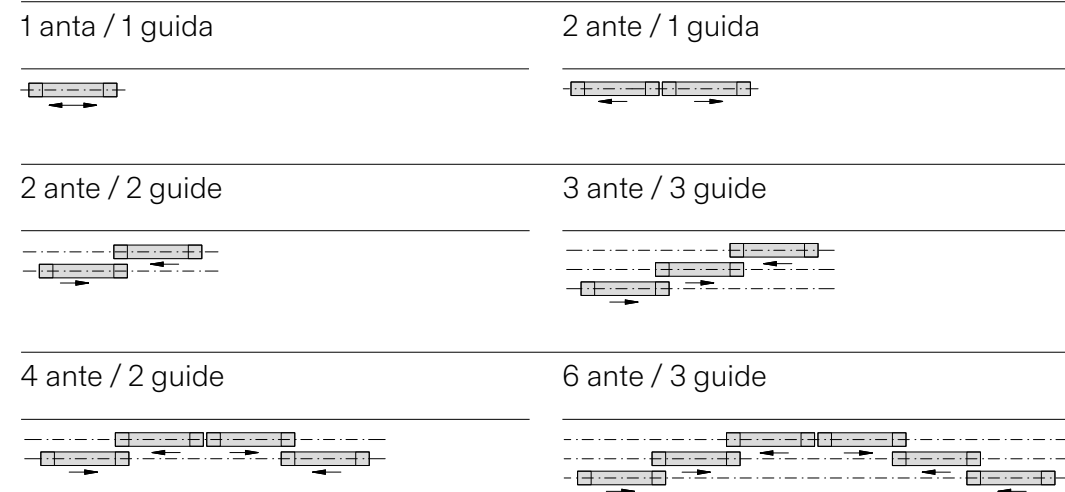 1 anta / 1 guida
2 ante / 1 guida
2 ante / 2 guide
3 ante / 3 guide
4 ante / 2 guide
6 ante / 3 guide